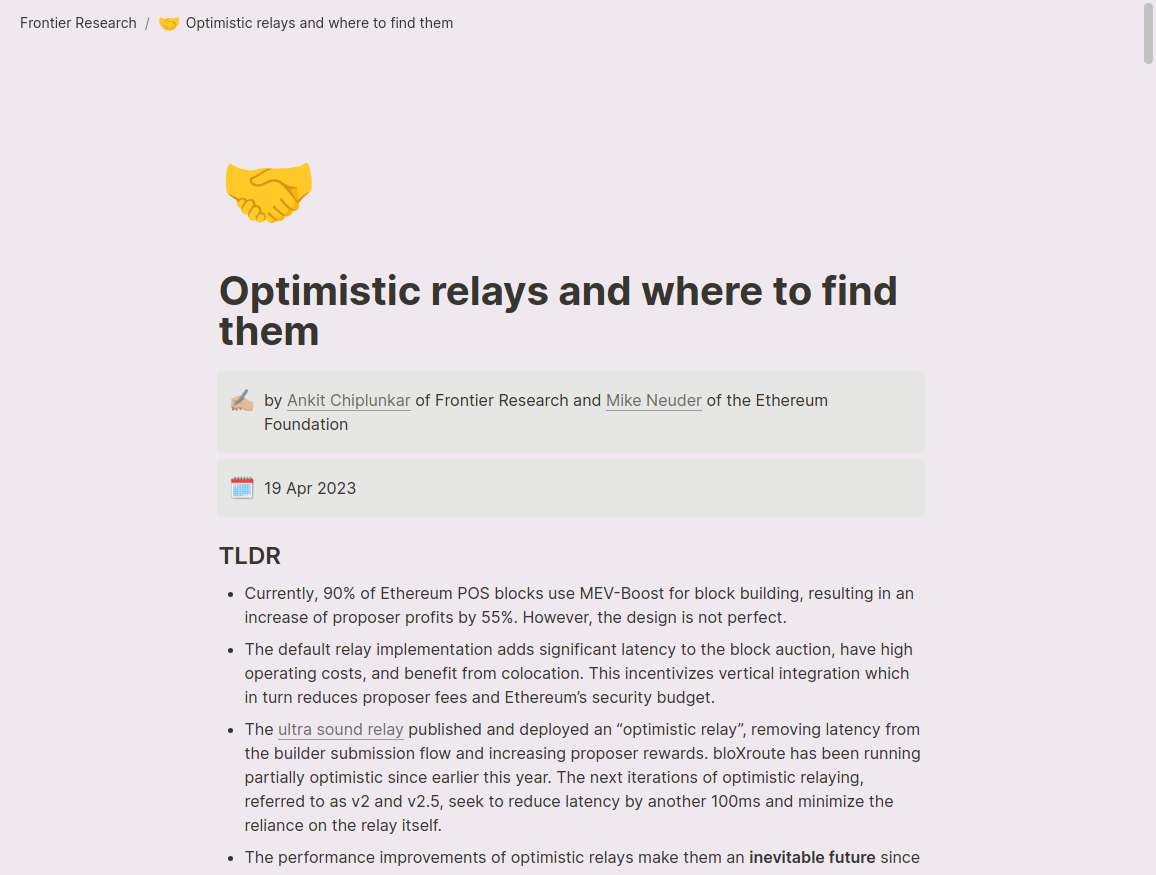 Frontier Research / Optimistic relays and where to find them
Optimistic relays and where to find
them
by Ankit Chiplunkar of Frontier Research and Mike Neuder of the Ethereum
Foundation
19 Apr 2023
TLDR
• Currently, 90% of Ethereum POS blocks use MEV-Boost for block building, resulting in an
increase of proposer profits by 55%. However, the design is not perfect.
• The default relay implementation adds significant latency to the block auction, have high
operating costs, and benefit from colocation. This incentivizes vertical integration which
in turn reduces proposer fees and Ethereum’s security budget.
• The ultra sound relay published and deployed an “optimistic relay”, removing latency from
the builder submission flow and increasing proposer rewards. bloXroute has been running
partially optimistic since earlier this year. The next iterations of optimistic relaying,
referred to as v2 and v2.5, seek to reduce latency by another 100ms and minimize the
reliance on the relay itself.
• The performance improvements of optimistic relays make them an inevitable future since